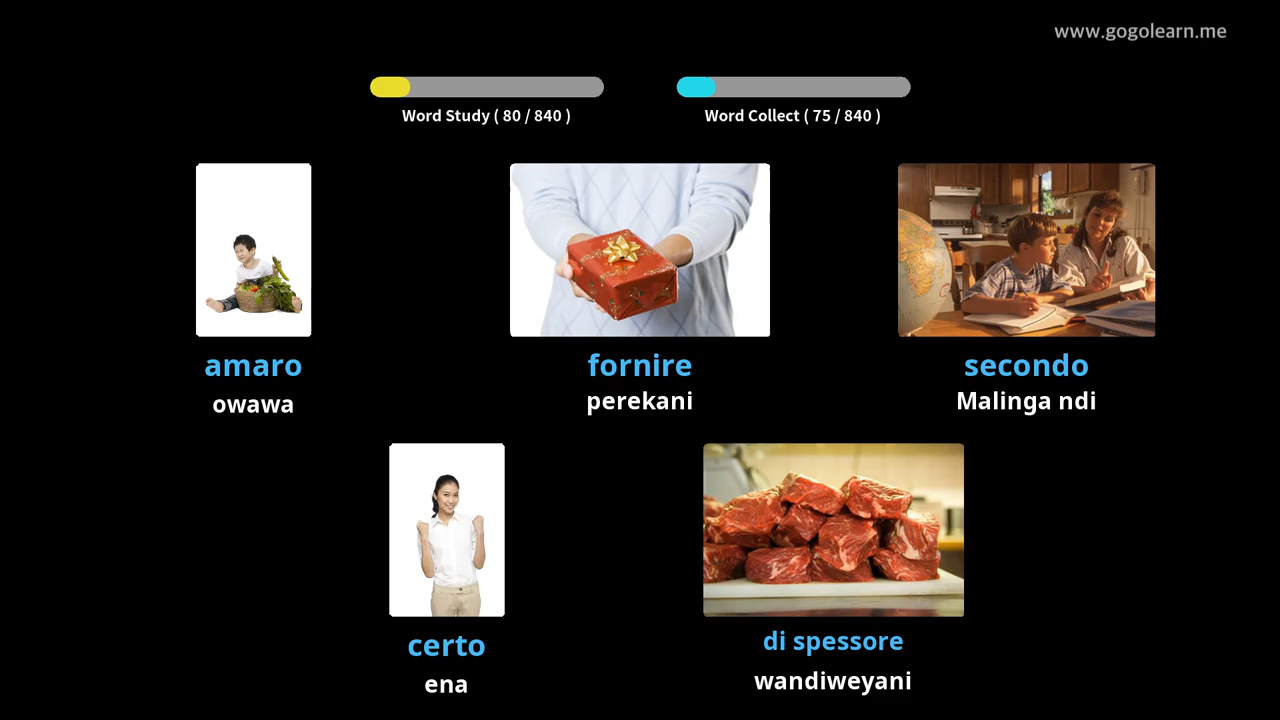 www.gogolearn.me
Word Study ( 80 / 840 )
Word Collect ( 75 / 840 )
amaro
owawa
fornire
perekani
secondo
Malinga ndi
certo
ena
di spessore
wandiweyani